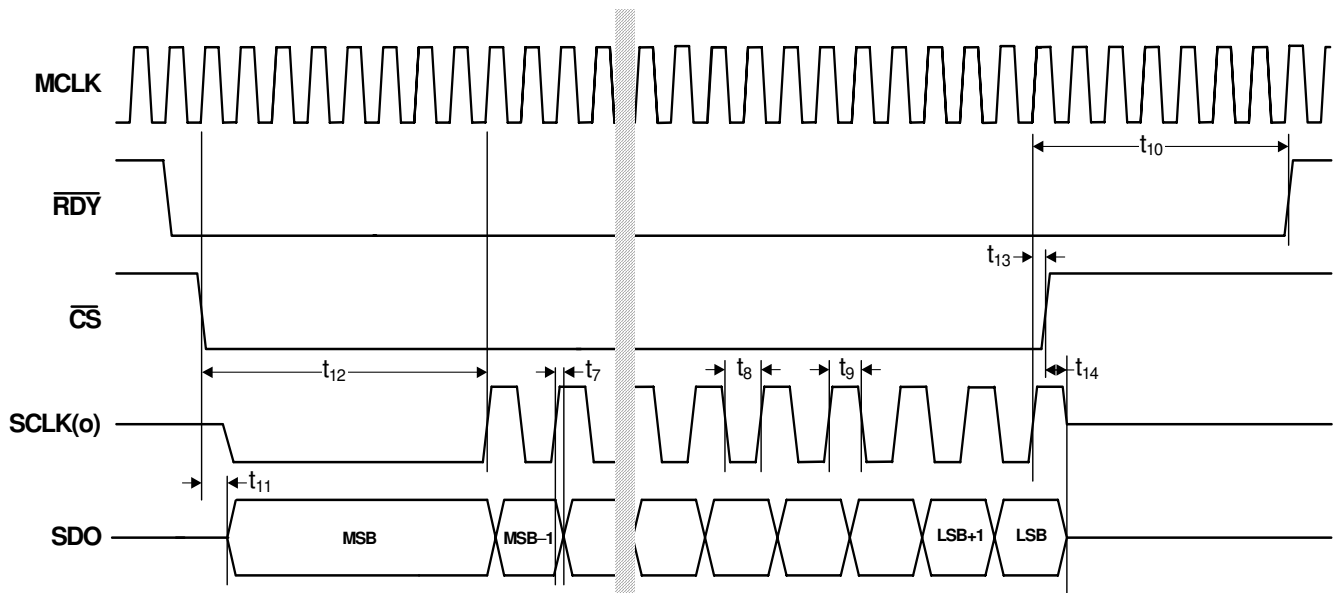 MCLK
t10
RDY
t13
CS
t12
t7
t8
t9
t14
SCLK(o)
t11
SDO
MSB
MSB–1
LSB+1
LSB